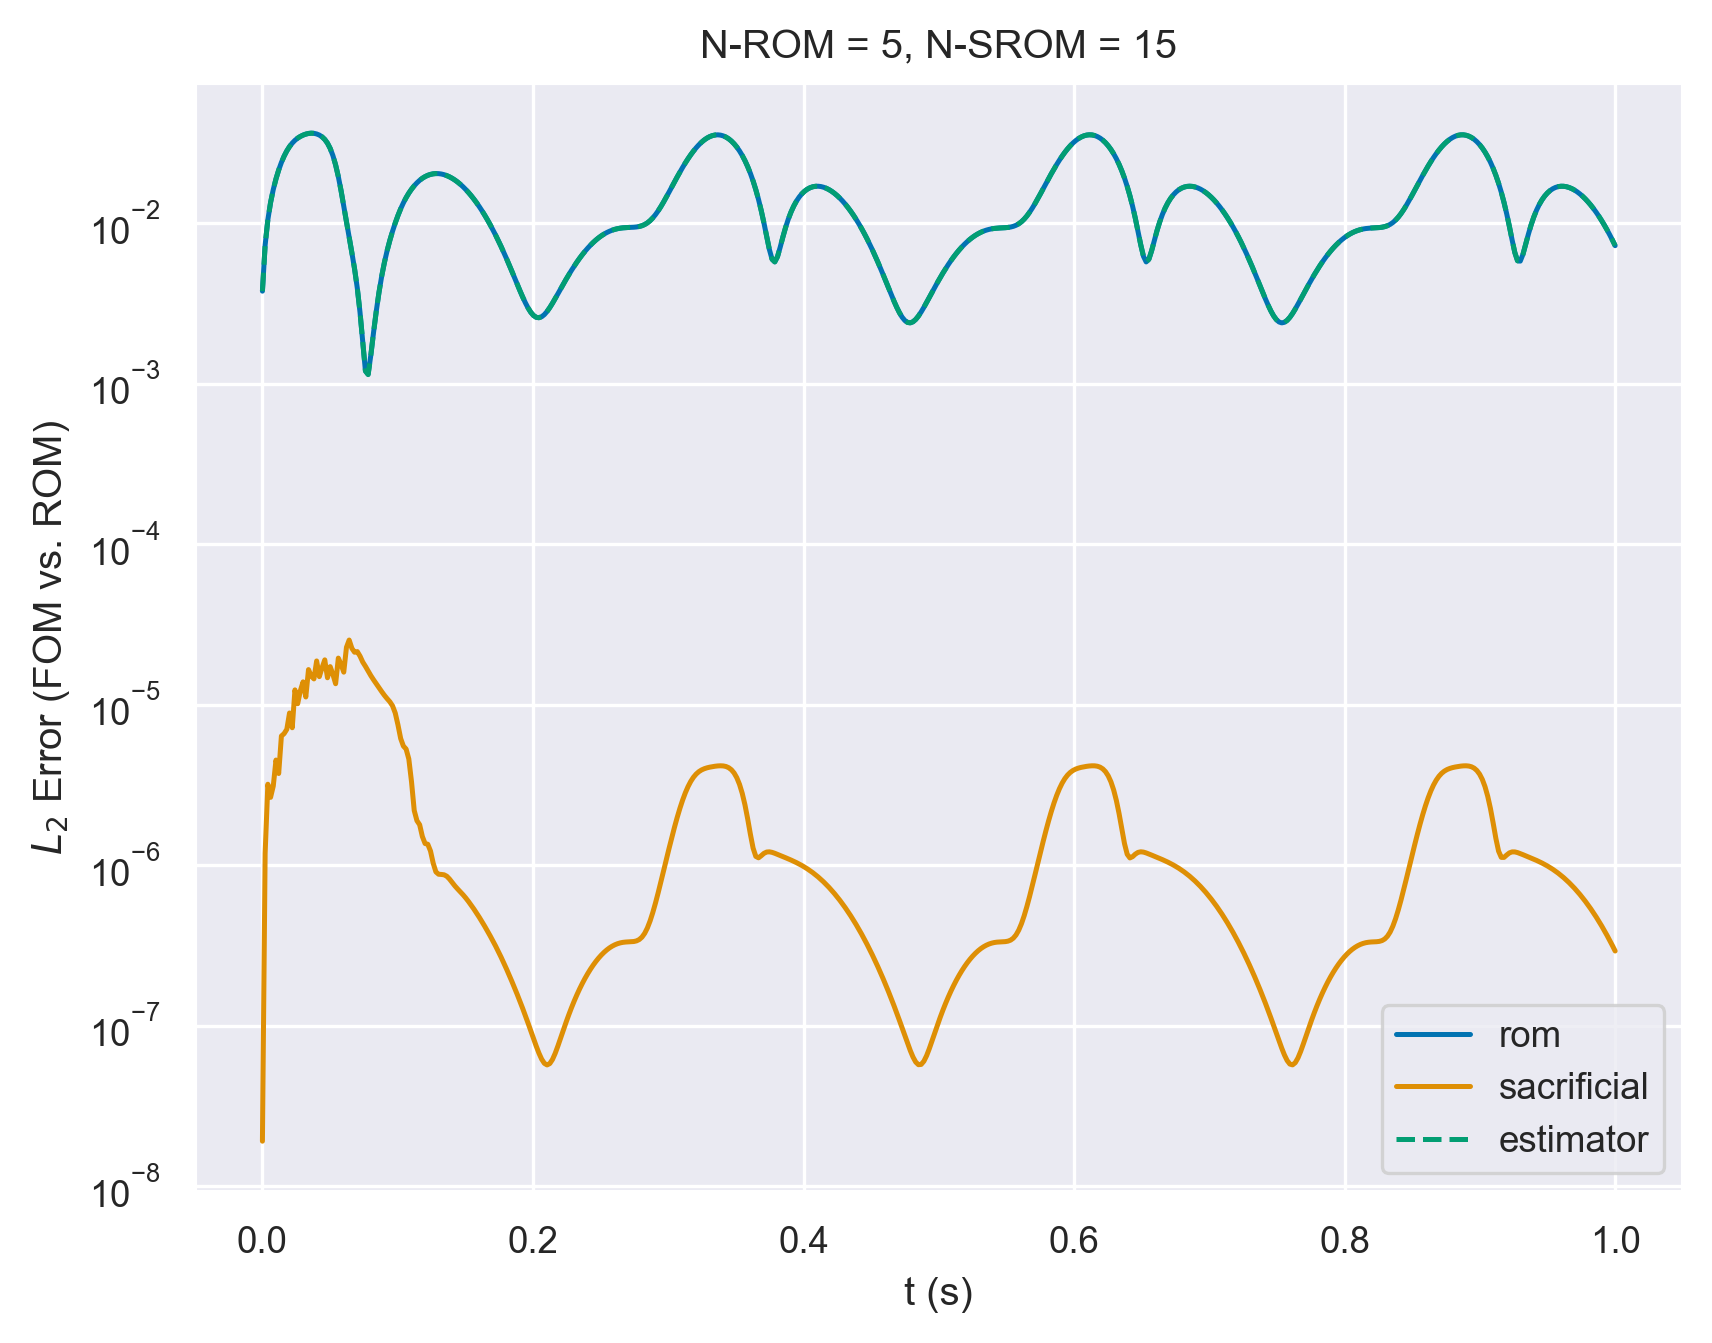 N-ROM = 5, N-SROM = 15
L₂ Error (FOM vs. ROM)
10⁻²
10⁻³
10⁻⁴
10⁻⁵
10⁻⁶
10⁻⁷
10⁻⁸
rom
sacrificial
estimator
0.0 0.2 0.4 0.6 0.8 1.0
t (s)